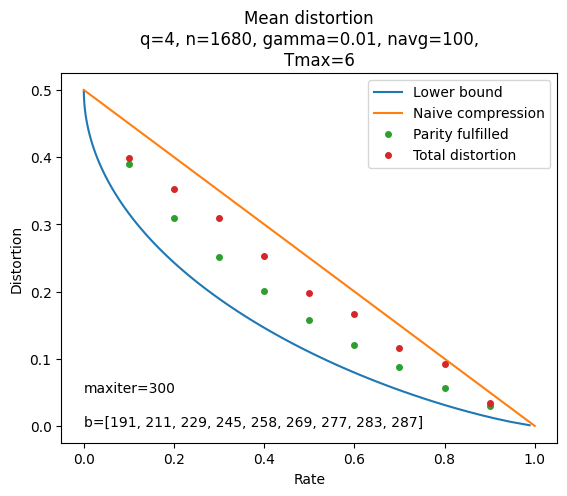 Mean distortion
q=4, n=1680, gamma=0.01, navg=100,
Tmax=6
Lower bound
Naive compression
Parity fulfilled
Total distortion
0.5
0.4
0.3
0.2
0.1
0.0
Distortion
maxiter=300
b=[191, 211, 229, 245, 258, 269, 277, 283, 287]
0.0 0.2 0.4 0.6 0.8 1.0
Rate